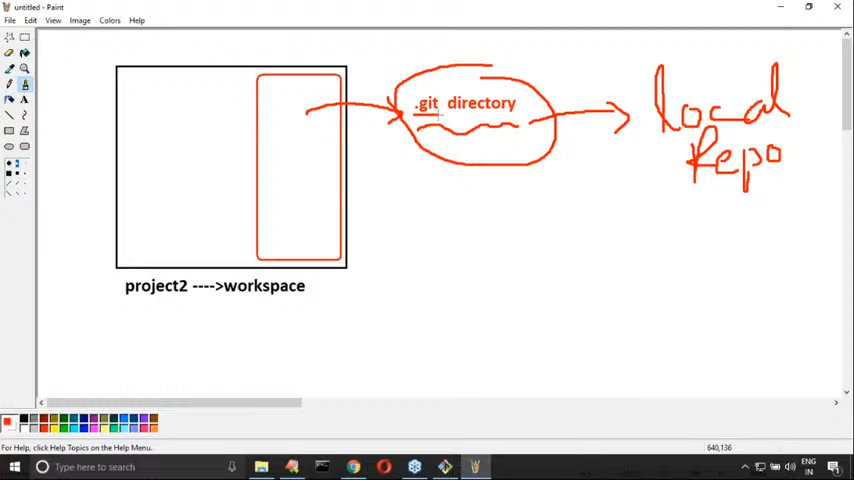 untitled - Paint
File Edit View Image Colors Help
.git directory
local
Repo
project2 ---->workspace
For Help, click Help Topics on the Help Menu.
640,136
Type here to search
ENG
IN